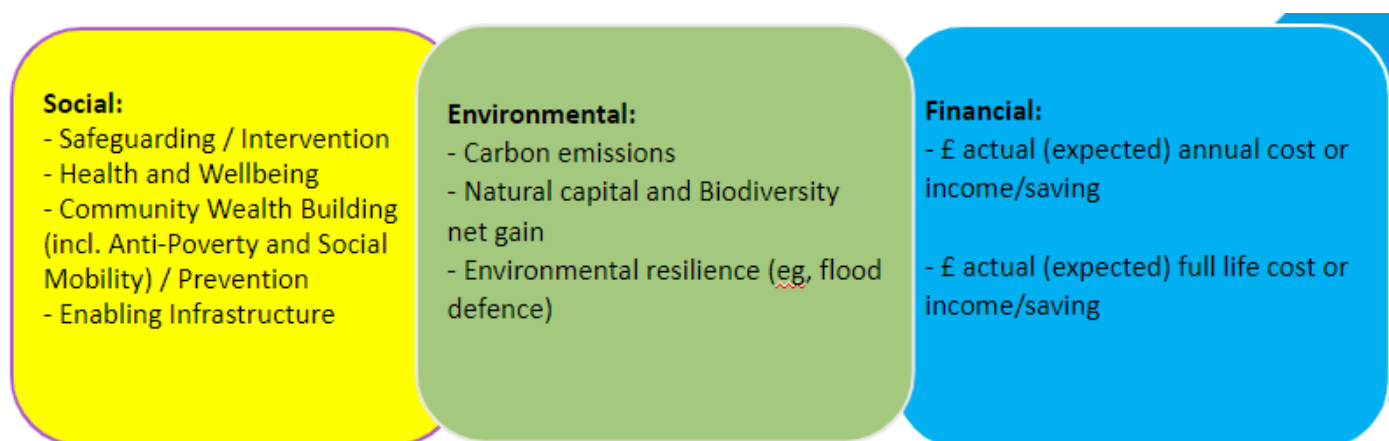 Social:
- Safeguarding / Intervention
- Health and Wellbeing
- Community Wealth Building
(incl. Anti-Poverty and Social
Mobility) / Prevention
- Enabling Infrastructure
Environmental:
- Carbon emissions
- Natural capital and Biodiversity
net gain
- Environmental resilience (eg, flood
defence)
Financial:
- £ actual (expected) annual cost or
income/saving
- £ actual (expected) full life cost or
income/saving